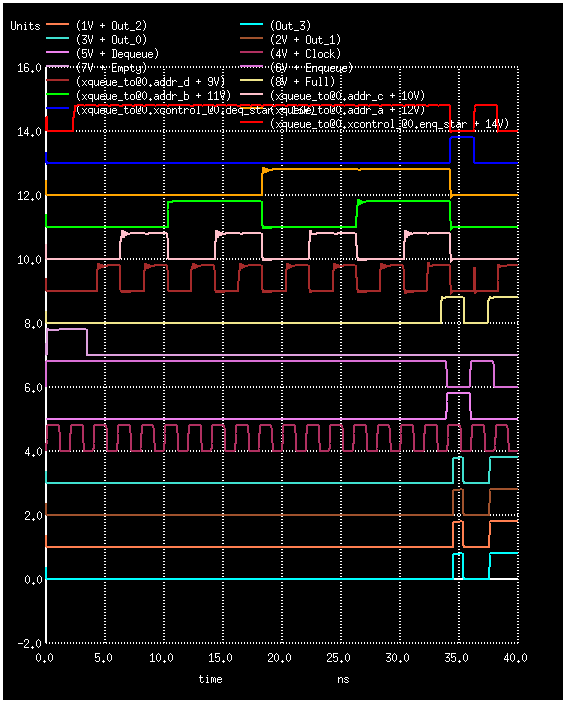 Units (1V + Out_2) (Out_3)
(3V + Out_0) (2V + Out_1)
(5V + Dequeue) (4V + Clock)
(7V + Empty) (6V + Enqueue)
(xqueue_to@0.addr_d + 9V) (8V + Full)
(xqueue_to@0.addr_b + 11V) (xqueue_to@0.addr_c + 10V)
(xqueue_to@0.xcontrol_@0.deq_star (xqueue_to@0.addr_a + 12V)
(xqueue_to@0.xcontrol_@0.enq_star + 14V)
16.0
14.0
12.0
10.0
8.0
6.0
4.0
2.0
0.0
-2.0
0.0 5.0 10.0 15.0 20.0 25.0 30.0 35.0 40.0
time ns